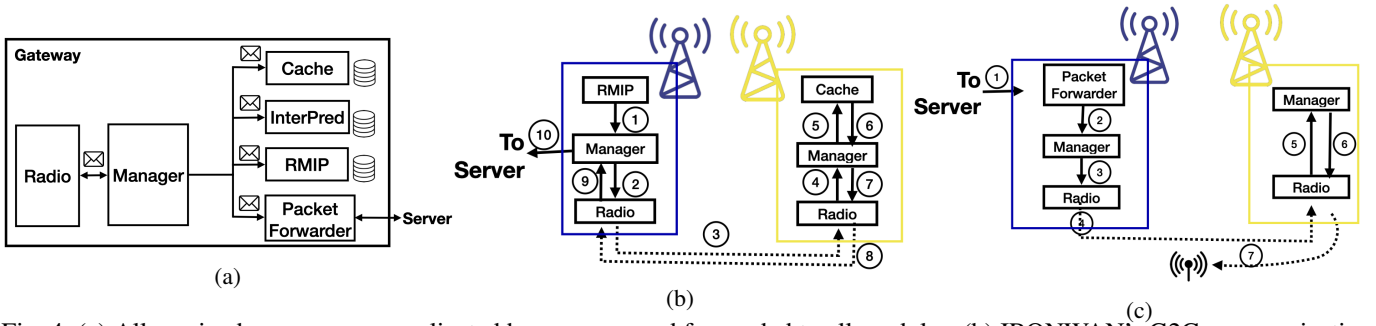 Gateway
Radio
Manager
Cache
InterPred
RMIP
Packet
Forwarder
Server
(a)
RMIP
1
Manager
10
To
Server
9
2
Radio
3
Cache
5
6
Manager
4
7
Radio
8
(b)
To
Server
1
Packet
Forwarder
2
Manager
3
Radio
4
Manager
5
6
Radio
7
(c)